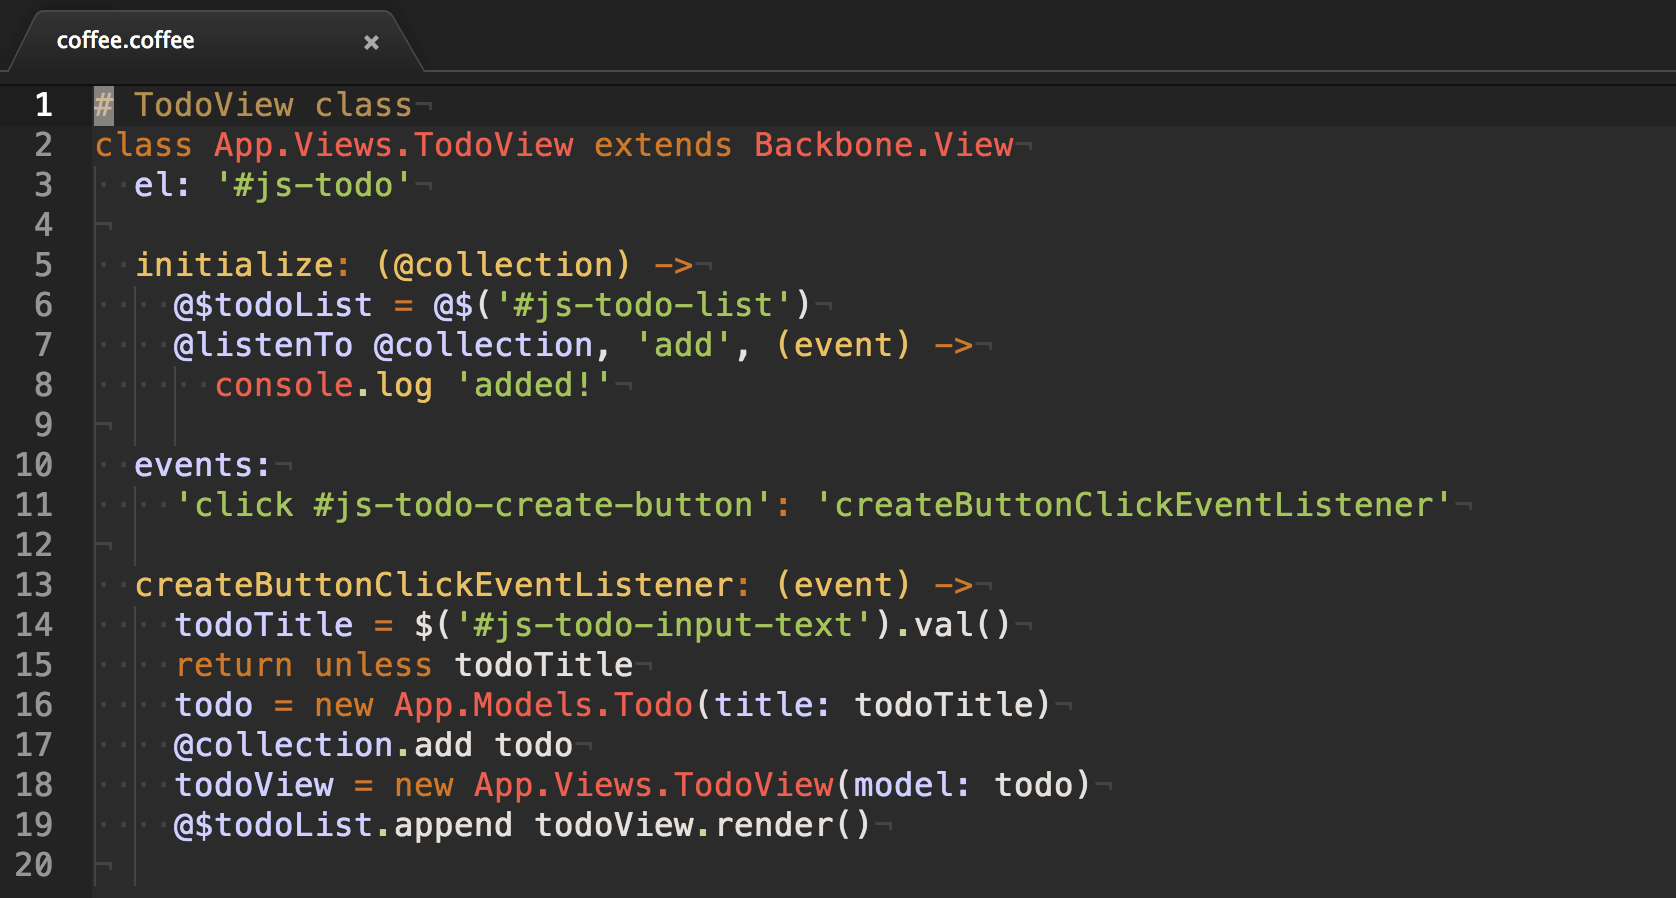 coffee.coffee ×
1 # TodoView class¬
2 class App.Views.TodoView extends Backbone.View¬
3 ··el: '#js-todo'¬
4 ¬
5 ··initialize: (@collection) ->¬
6 ····@$todoList = @$('#js-todo-list')¬
7 ····@listenTo @collection, 'add', (event) ->¬
8 ······console.log 'added!'¬
9 ¬
10 ··events:¬
11 ····'click #js-todo-create-button': 'createButtonClickEventListener'¬
12 ¬
13 ··createButtonClickEventListener: (event) ->¬
14 ····todoTitle = $('#js-todo-input-text').val()¬
15 ····return unless todoTitle¬
16 ····todo = new App.Models.Todo(title: todoTitle)¬
17 ····@collection.add todo¬
18 ····todoView = new App.Views.TodoView(model: todo)¬
19 ····@$todoList.append todoView.render()¬
20 ¬